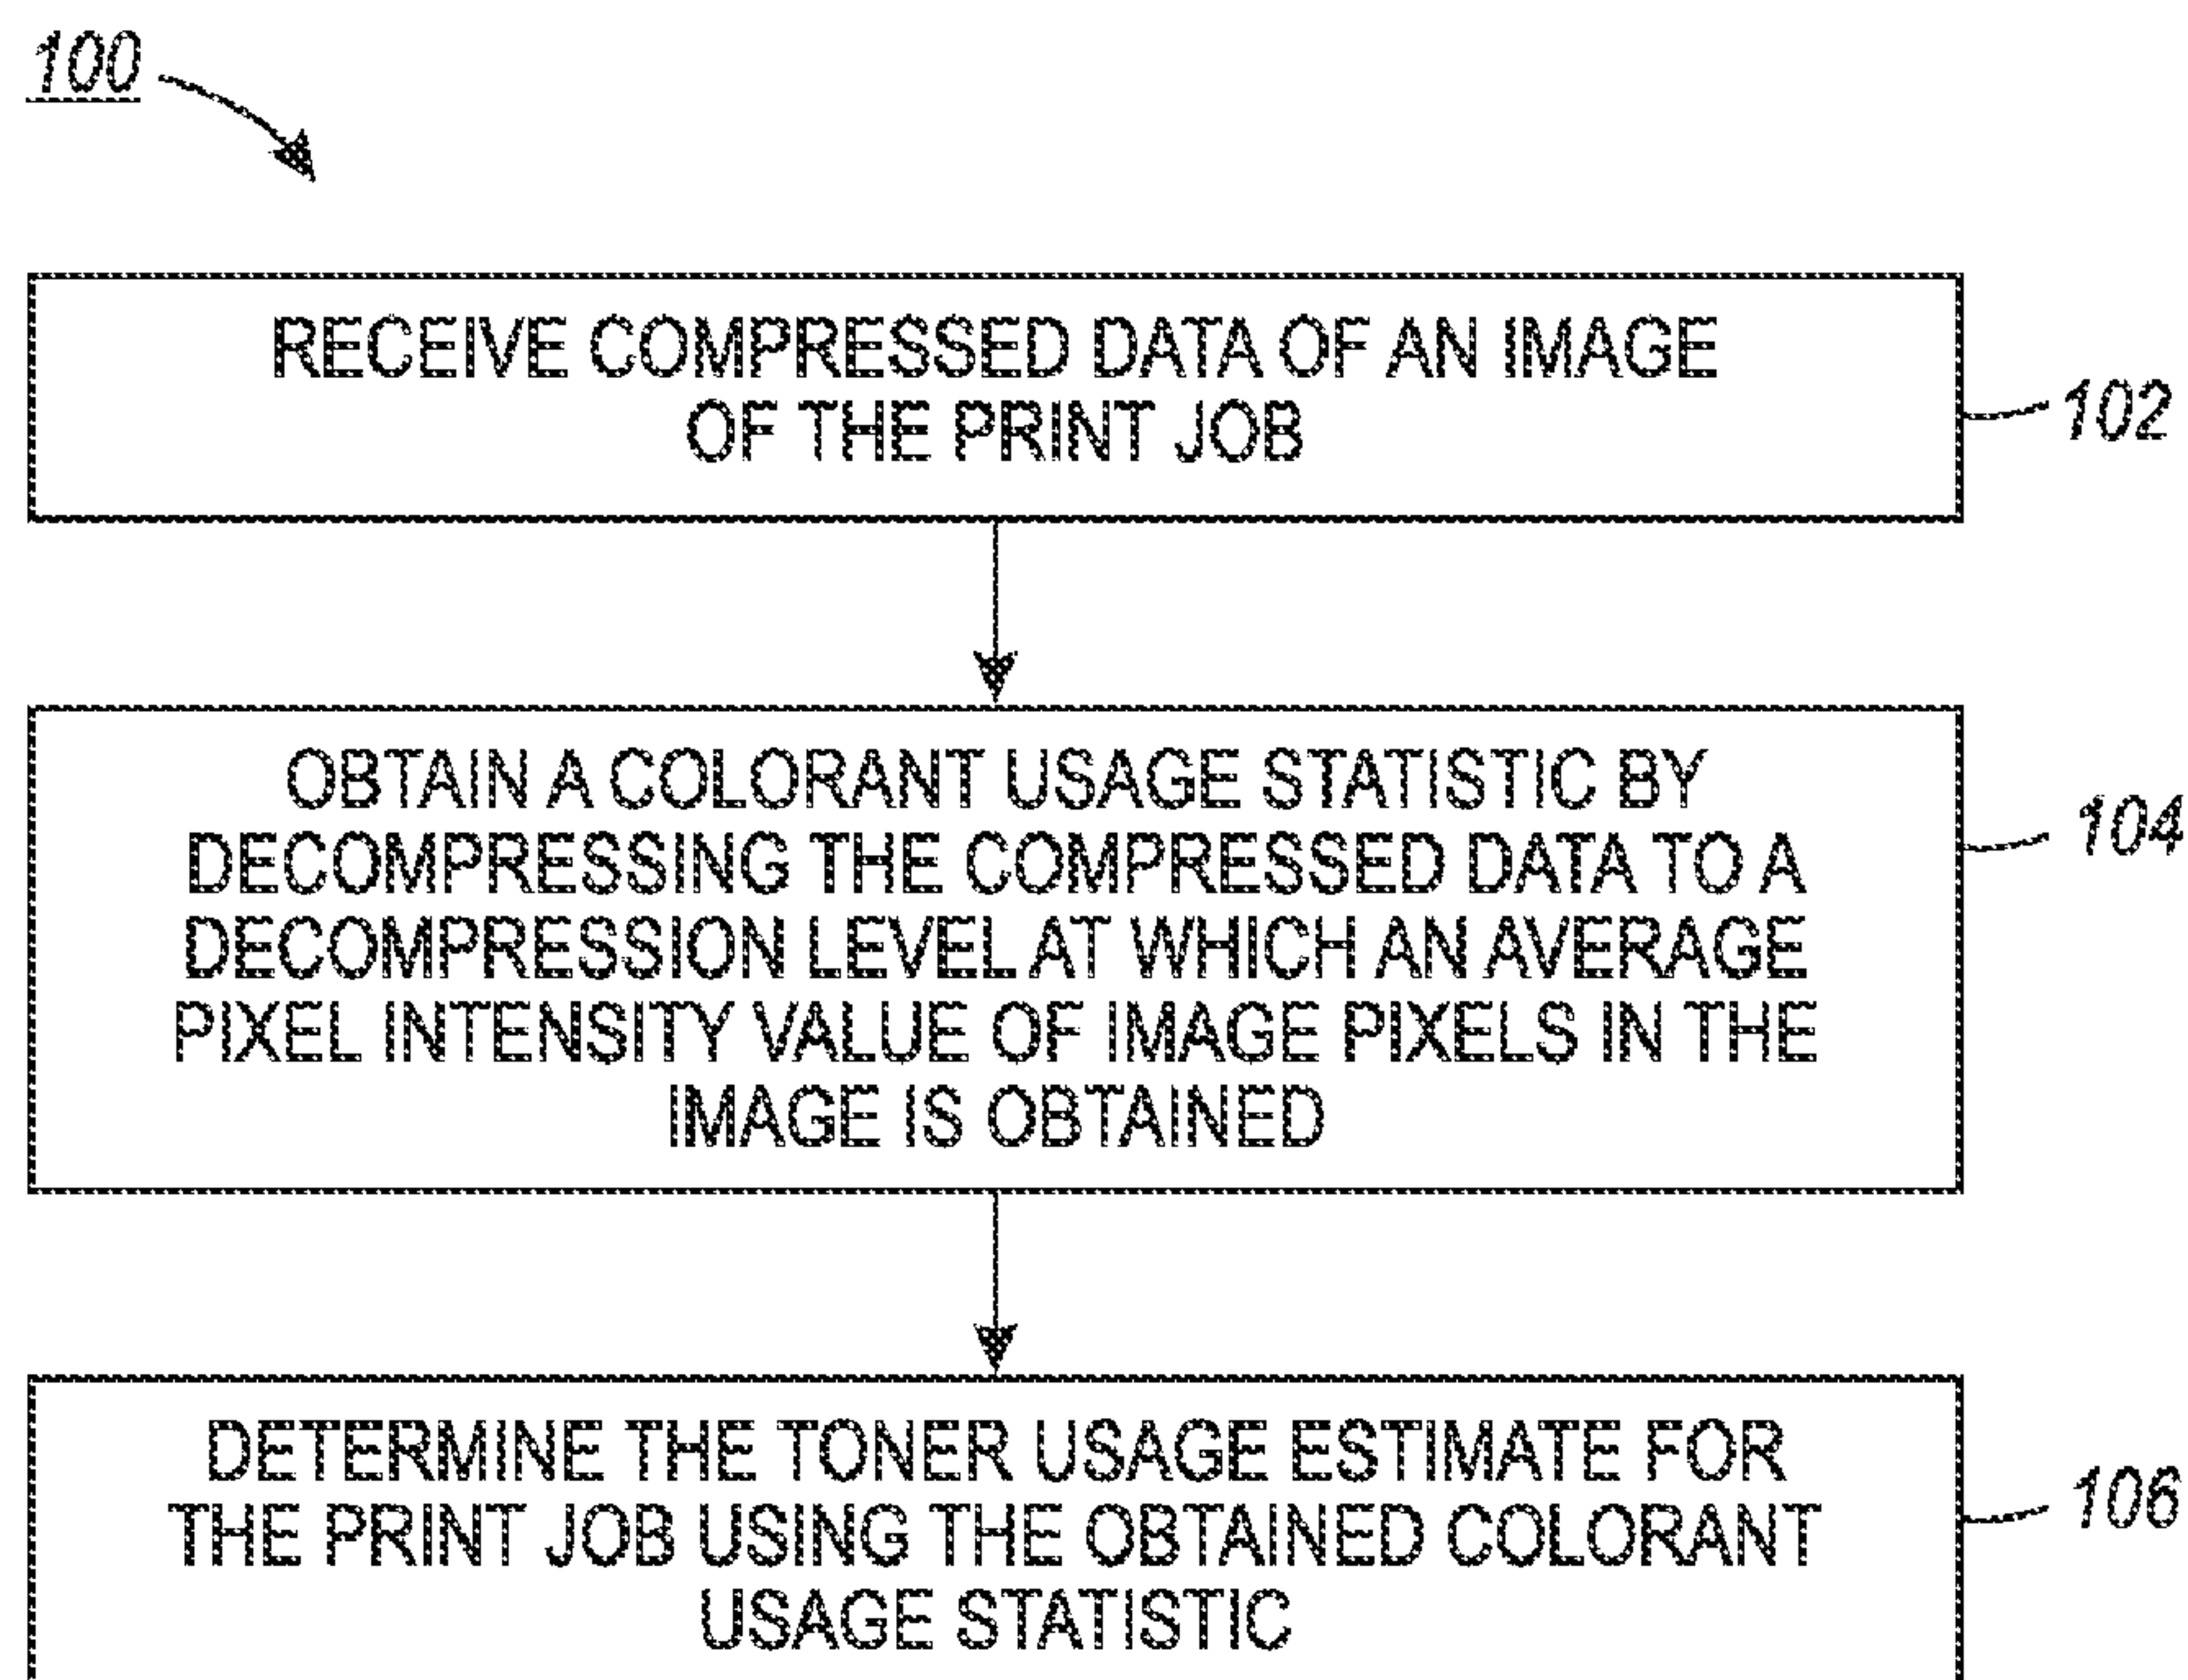 100
RECEIVE COMPRESSED DATA OF AN IMAGE
OF THE PRINT JOB
102
OBTAIN A COLORANT USAGE STATISTIC BY
DECOMPRESSING THE COMPRESSED DATA TO A
DECOMPRESSION LEVEL AT WHICH AN AVERAGE
PIXEL INTENSITY VALUE OF IMAGE PIXELS IN THE
IMAGE IS OBTAINED
104
DETERMINE THE TONER USAGE ESTIMATE FOR
THE PRINT JOB USING THE OBTAINED COLORANT
USAGE STATISTIC
106